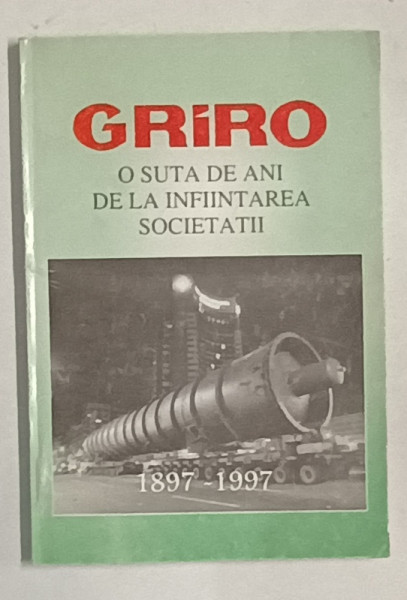 GRiRO
O SUTA DE ANI
DE LA INFIINTAREA
SOCIETATII
1897 - 1997